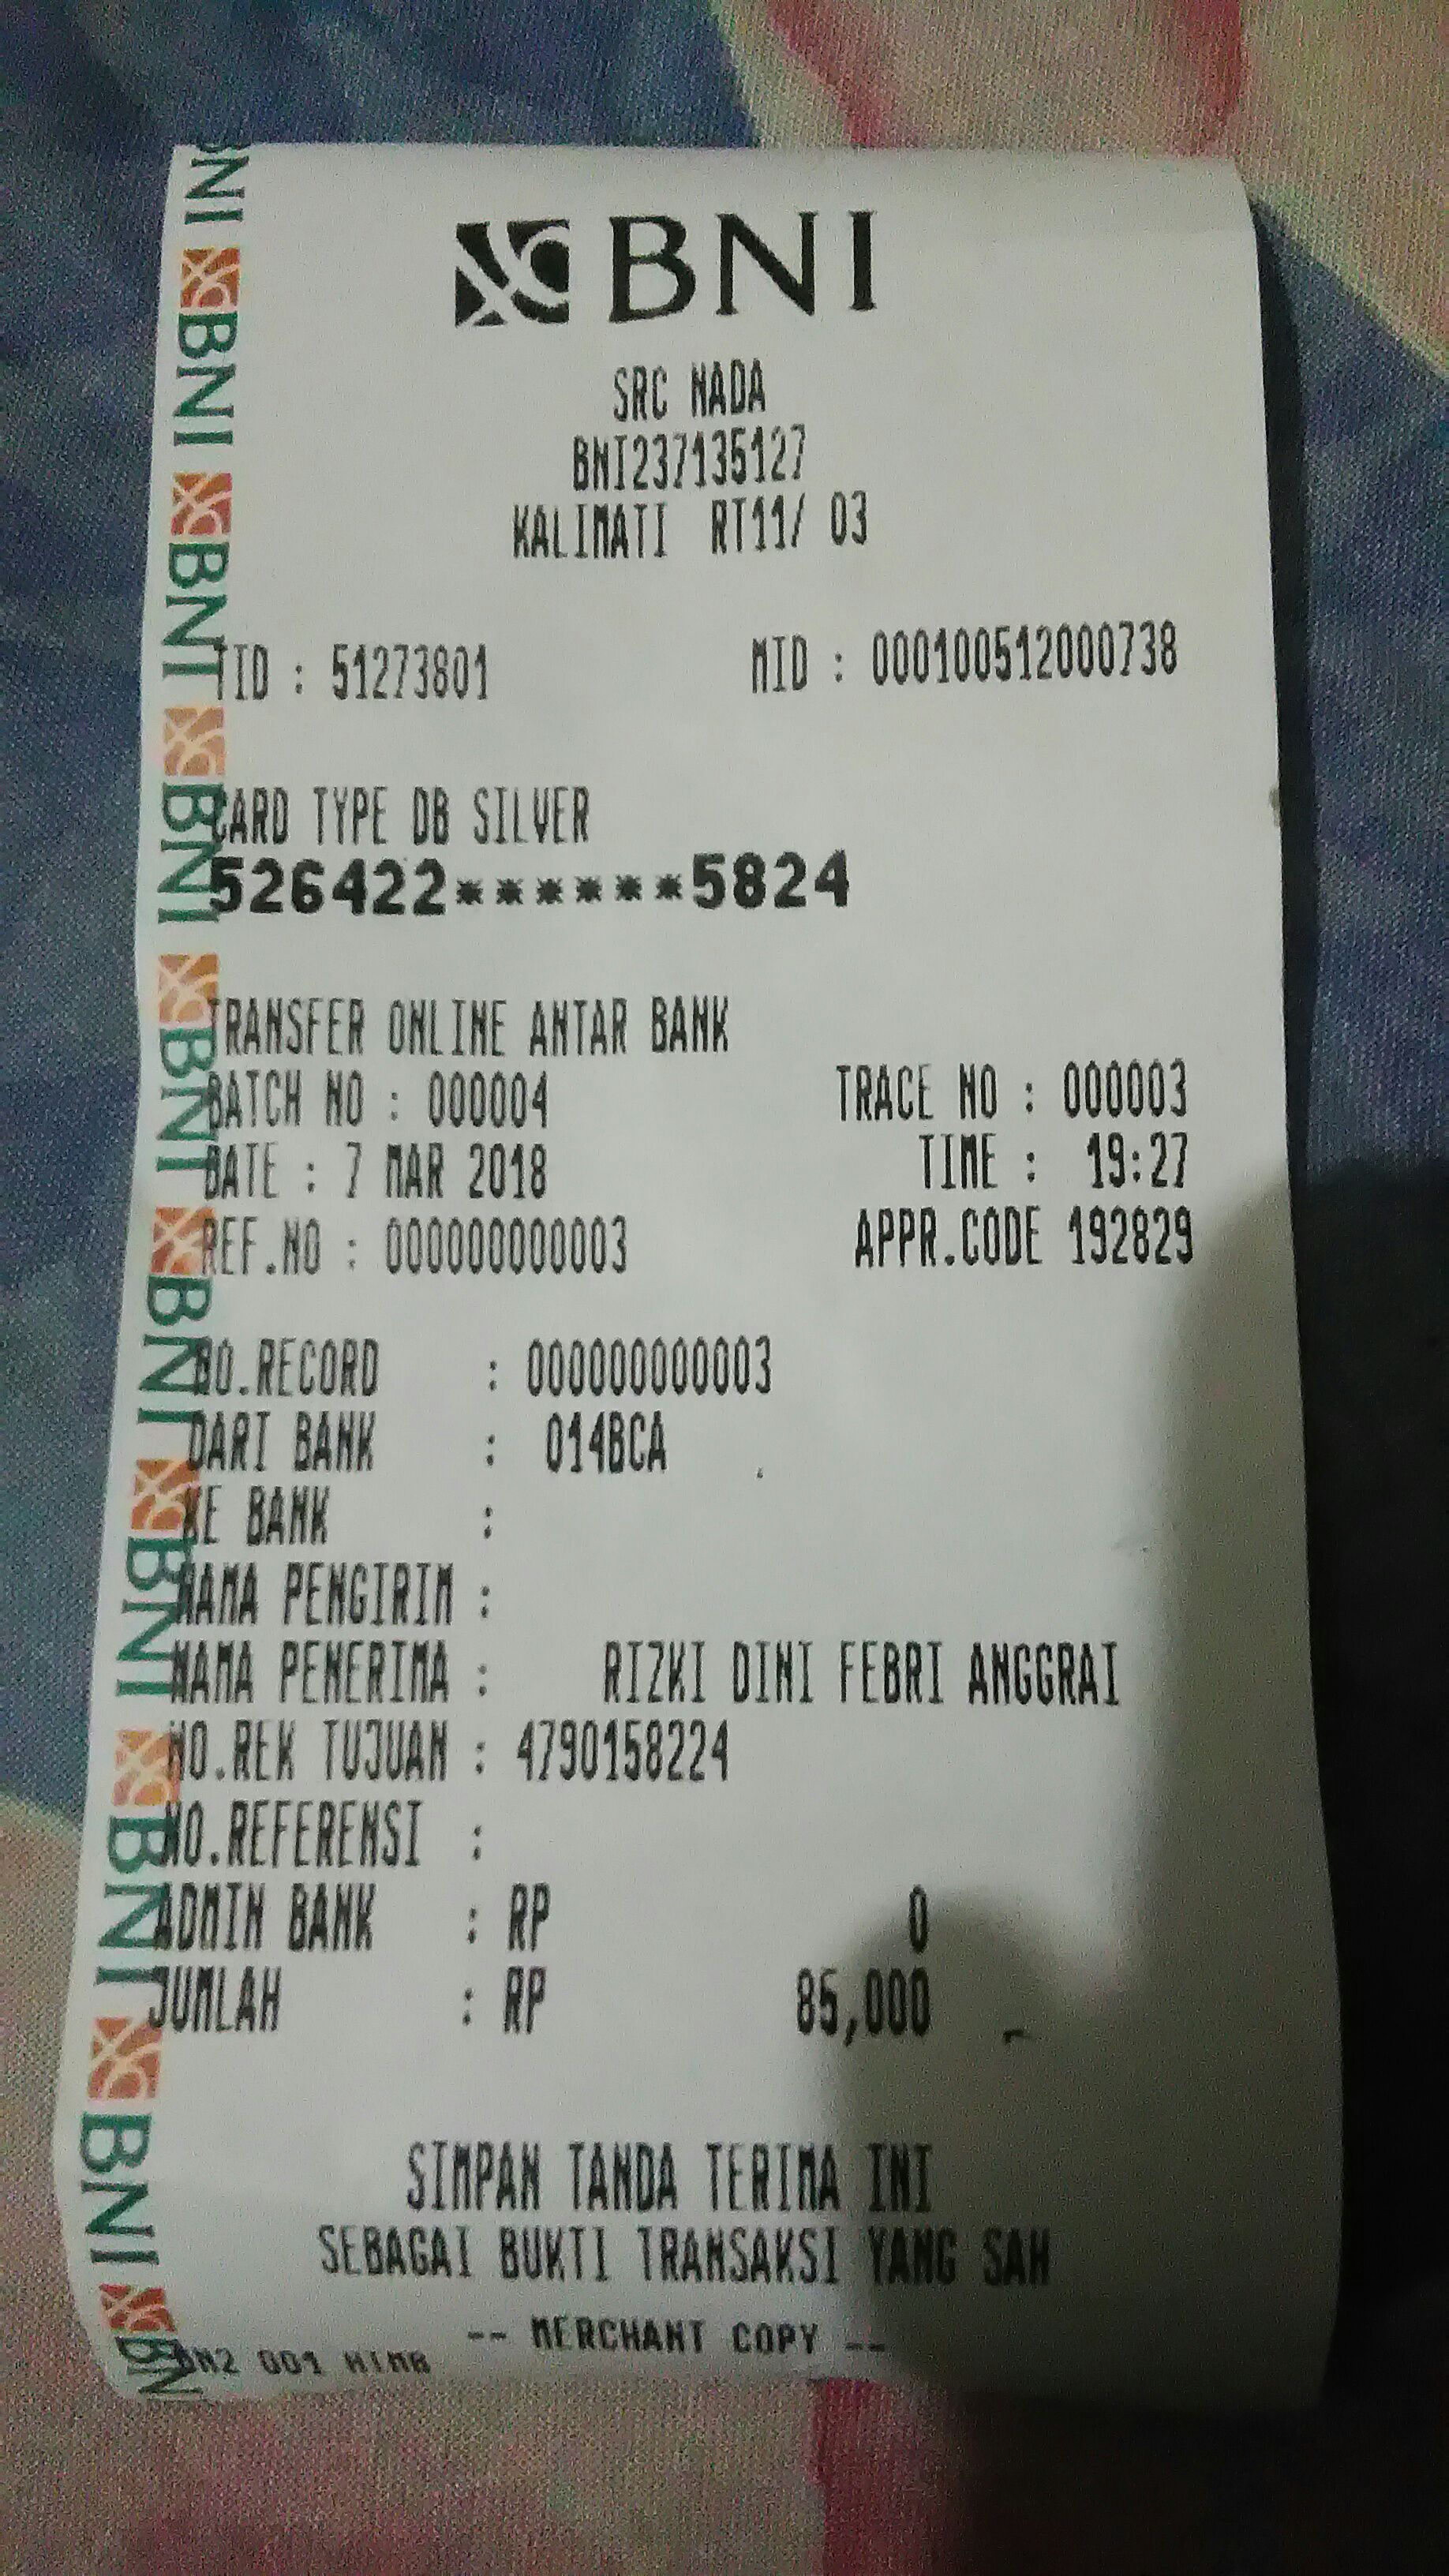 BNI
SRC NADA
BNI237135127
KALIMATI RT11/ 03
TID : 51273801 MID : 000100512000738
CARD TYPE DB SILVER
526422******5824
TRANSFER ONLINE ANTAR BANK
BATCH NO : 000004 TRACE NO : 000003
DATE : 7 MAR 2018 TIME : 19:27
REF.NO : 000000000003 APPR.CODE 192829
NO.RECORD : 000000000003
DARI BANK : 014BCA
KE BANK :
NAMA PENGIRIM :
NAMA PENERIMA : RIZKI DINI FEBRI ANGGRAI
NO.REK TUJUAN : 4790158224
NO.REFERENSI :
ADMIN BANK : RP 0
JUMLAH : RP 85,000
SIMPAN TANDA TERIMA INI
SEBAGAI BUKTI TRANSAKSI YANG SAH
-- MERCHANT COPY --
001
BNI BNI BNI BNI BNI BNI BNI BNI BNI